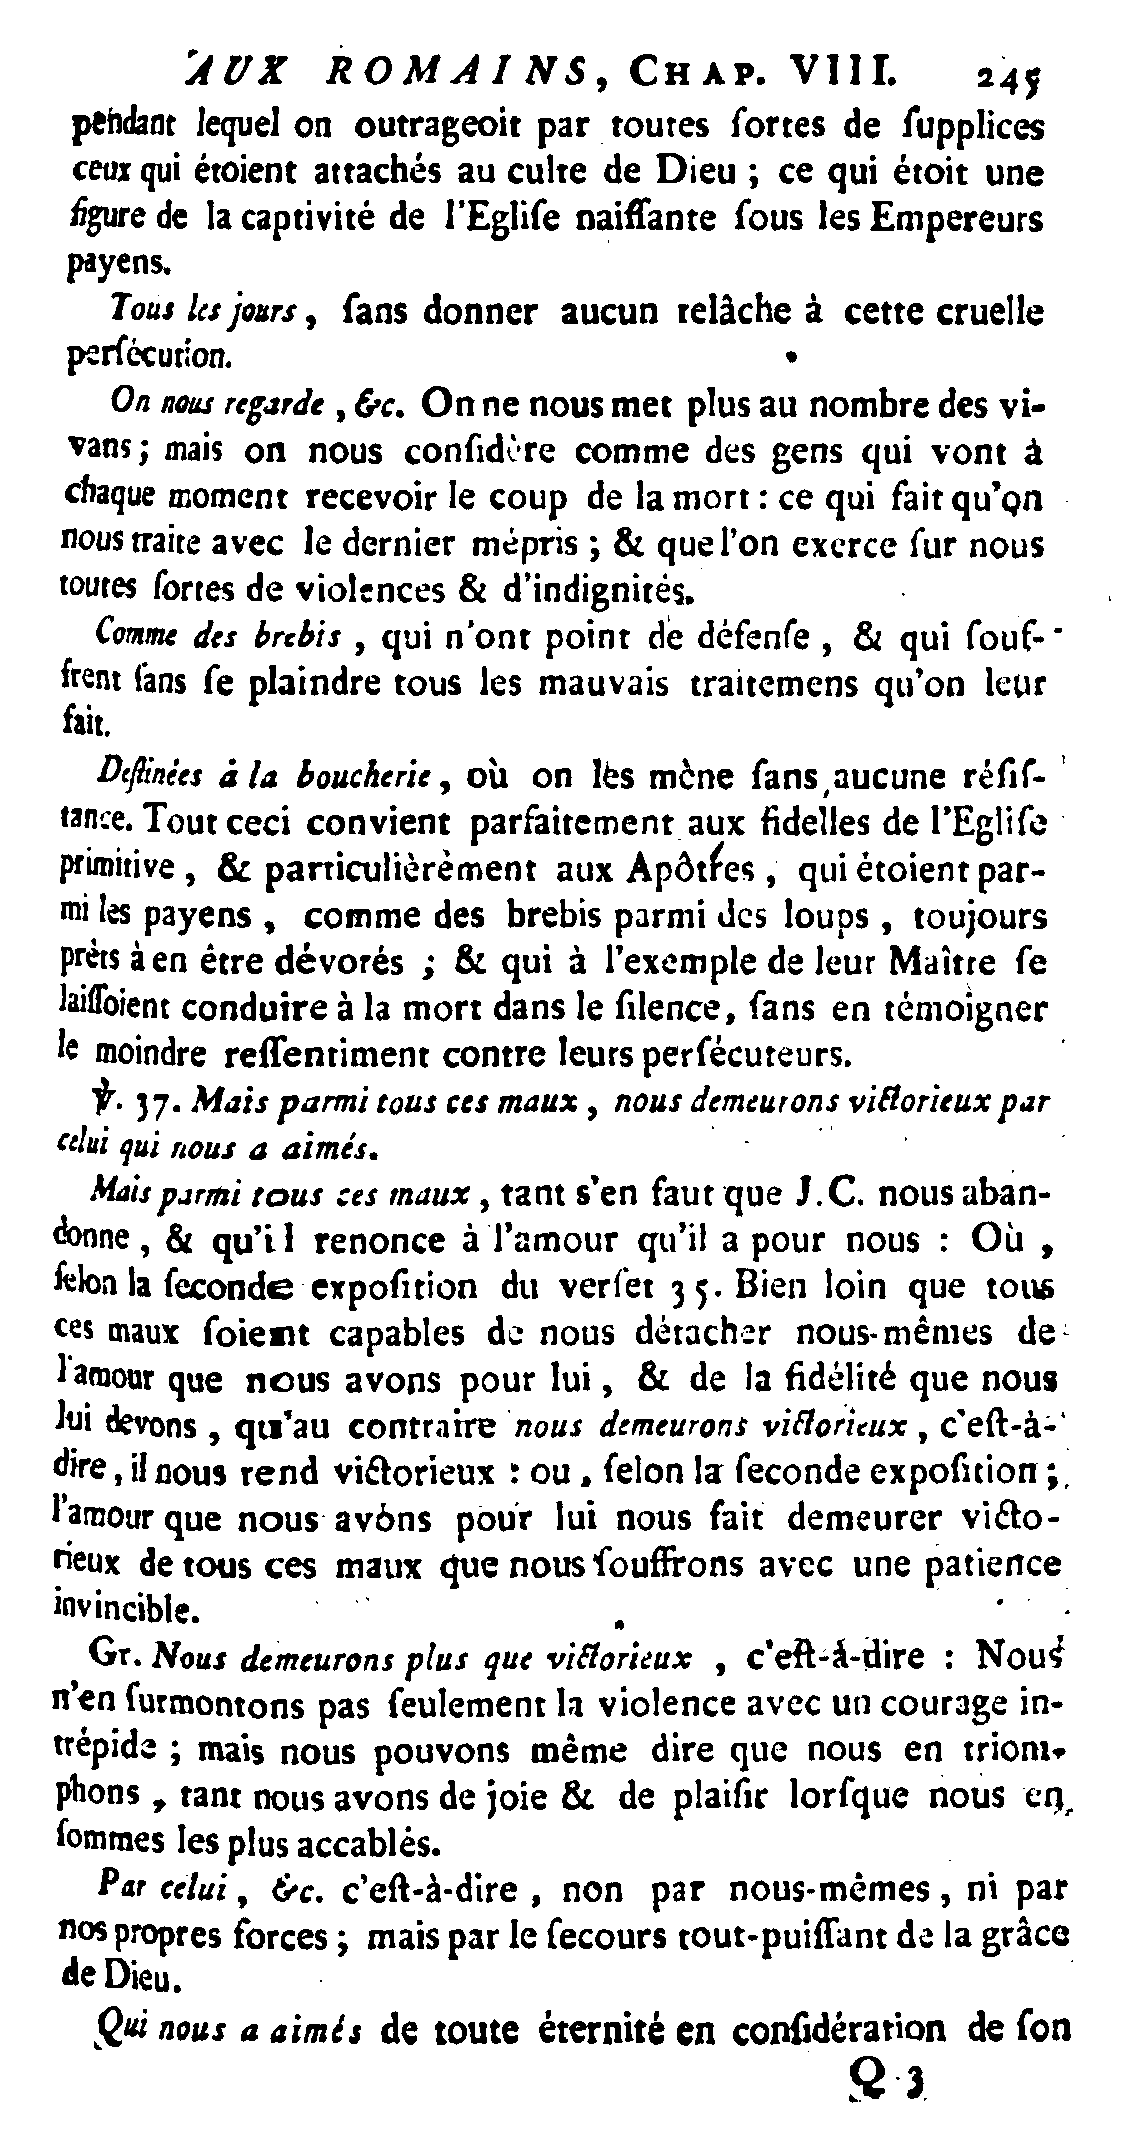 AUX ROMAINS, CHAP. VIII. 245
pendant lequel on outrageoit par toutes ſortes de ſupplices
ceux qui étoient attachés au culte de Dieu ; ce qui étoit une
figure de la captivité de l'Egliſe naiſſante ſous les Empereurs
payens.
Tous les jours, ſans donner aucun relâche à cette cruelle
perſécution.
On nous regarde, &c. On ne nous met plus au nombre des vi-
vans ; mais on nous conſidère comme des gens qui vont à
chaque moment recevoir le coup de la mort : ce qui fait qu'on
nous traite avec le dernier mépris ; & que l'on exerce ſur nous
toutes ſortes de violences & d'indignités.
Comme des brebis, qui n'ont point de défenſe, & qui ſouf-
frent ſans ſe plaindre tous les mauvais traitemens qu'on leur
fait.
Deſtinées à la boucherie, où on les mène ſans aucune réſiſ-
tance. Tout ceci convient parfaitement aux fidelles de l'Egliſe
primitive, & particulièrèment aux Apôtres, qui étoient par-
mi les payens, comme des brebis parmi des loups, toujours
prèts à en être dévorés ; & qui à l'exemple de leur Maître ſe
laiſſoient conduire à la mort dans le ſilence, ſans en témoigner
le moindre reſſentiment contre leurs perſécuteurs.
℣. 37. Mais parmi tous ces maux, nous demeurons victorieux par
celui qui nous a aimés.
Mais parmi tous ces maux, tant s'en faut que J.C. nous aban-
donne, & qu'il renonce à l'amour qu'il a pour nous : Où,
ſelon la ſeconde expoſition du verſet 35. Bien loin que tous
ces maux ſoient capables de nous détacher nous-mêmes de
l'amour que nous avons pour lui, & de la fidélité que nous
lui devons, qu'au contraire nous demeurons victorieux, c'eſt-à-
dire, il nous rend victorieux : ou, ſelon la ſeconde expoſition ;
l'amour que nous avons pour lui nous fait demeurer victo-
rieux de tous ces maux que nous ſouffrons avec une patience
invincible.
Gr. Nous demeurons plus que victorieux, c'eſt-à-dire : Nous
n'en ſurmontons pas ſeulement la violence avec un courage in-
trépide ; mais nous pouvons même dire que nous en triom-
phons, tant nous avons de joie & de plaiſir lorſque nous en
ſommes les plus accablés.
Par celui, &c. c'eſt-à-dire, non par nous-mêmes, ni par
nos propres forces ; mais par le ſecours tout-puiſſant de la grâce
de Dieu.
Qui nous a aimés de toute éternité en conſidération de ſon
Q 3